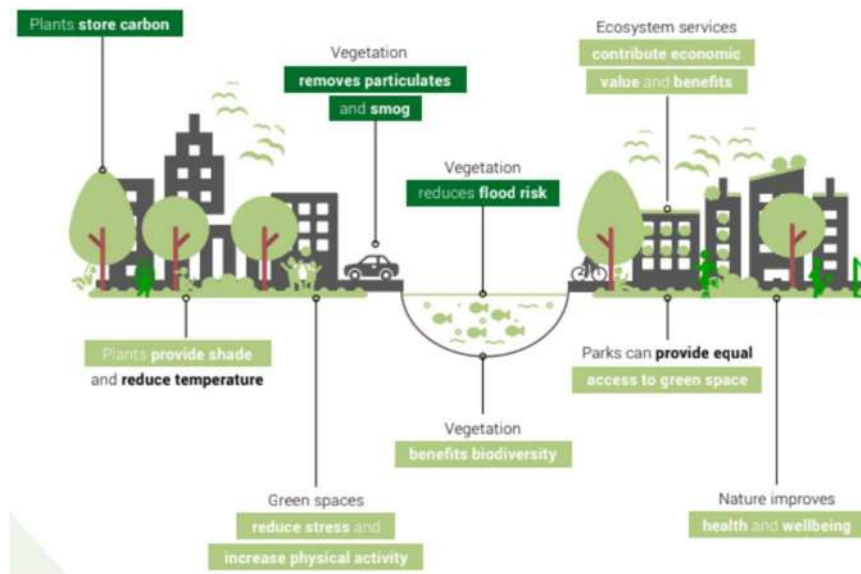 Plants store carbon
Vegetation
removes particulates
and smog
Ecosystem services
contribute economic
value and benefits
Vegetation
reduces flood risk
Plants provide shade
and reduce temperature
Parks can provide equal
access to green space
Vegetation
benefits biodiversity
Green spaces
reduce stress and
increase physical activity
Nature improves
health and wellbeing